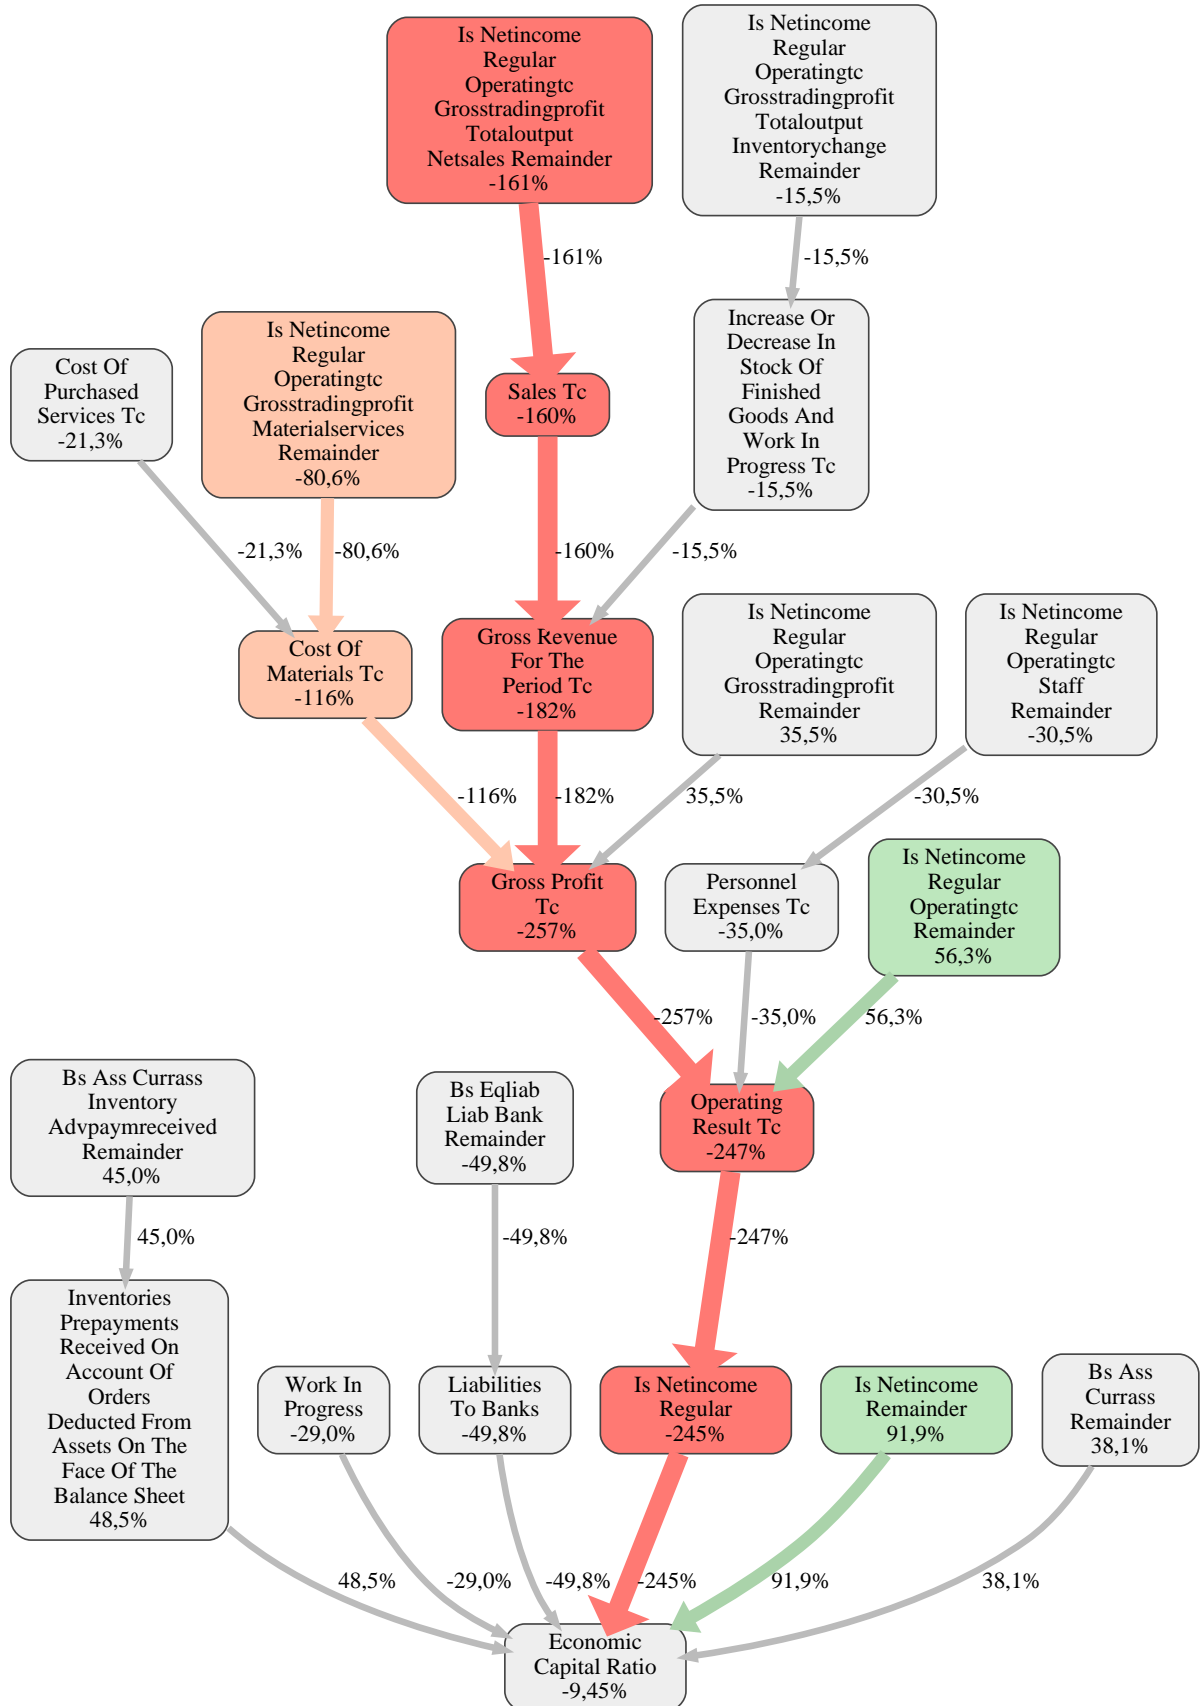 Is Netincome
Regular
Operatingtc
Grosstradingprofit
Totaloutput
Netsales Remainder
-161%
Is Netincome
Regular
Operatingtc
Grosstradingprofit
Totaloutput
Inventorychange
Remainder
-15,5%
-161%
-15,5%
Cost Of
Purchased
Services Tc
-21,3%
Is Netincome
Regular
Operatingtc
Grosstradingprofit
Materialservices
Remainder
-80,6%
Sales Tc
-160%
Increase Or
Decrease In
Stock Of
Finished
Goods And
Work In
Progress Tc
-15,5%
-21,3%
-80,6%
-160%
-15,5%
Cost Of
Materials Tc
-116%
Gross Revenue
For The
Period Tc
-182%
Is Netincome
Regular
Operatingtc
Grosstradingprofit
Remainder
35,5%
Is Netincome
Regular
Operatingtc
Staff
Remainder
-30,5%
-116%
-182%
35,5%
-30,5%
Gross Profit
Tc
-257%
Personnel
Expenses Tc
-35,0%
Is Netincome
Regular
Operatingtc
Remainder
56,3%
-257%
-35,0%
56,3%
Bs Ass Currass
Inventory
Advpaymreceived
Remainder
45,0%
Bs Eqliab
Liab Bank
Remainder
-49,8%
Operating
Result Tc
-247%
45,0%
-49,8%
-247%
Inventories
Prepayments
Received On
Account Of
Orders
Deducted From
Assets On The
Face Of The
Balance Sheet
48,5%
Work In
Progress
-29,0%
Liabilities
To Banks
-49,8%
Is Netincome
Regular
-245%
Is Netincome
Remainder
91,9%
Bs Ass
Currass
Remainder
38,1%
48,5%
-29,0%
-49,8%
-245%
91,9%
38,1%
Economic
Capital Ratio
-9,45%